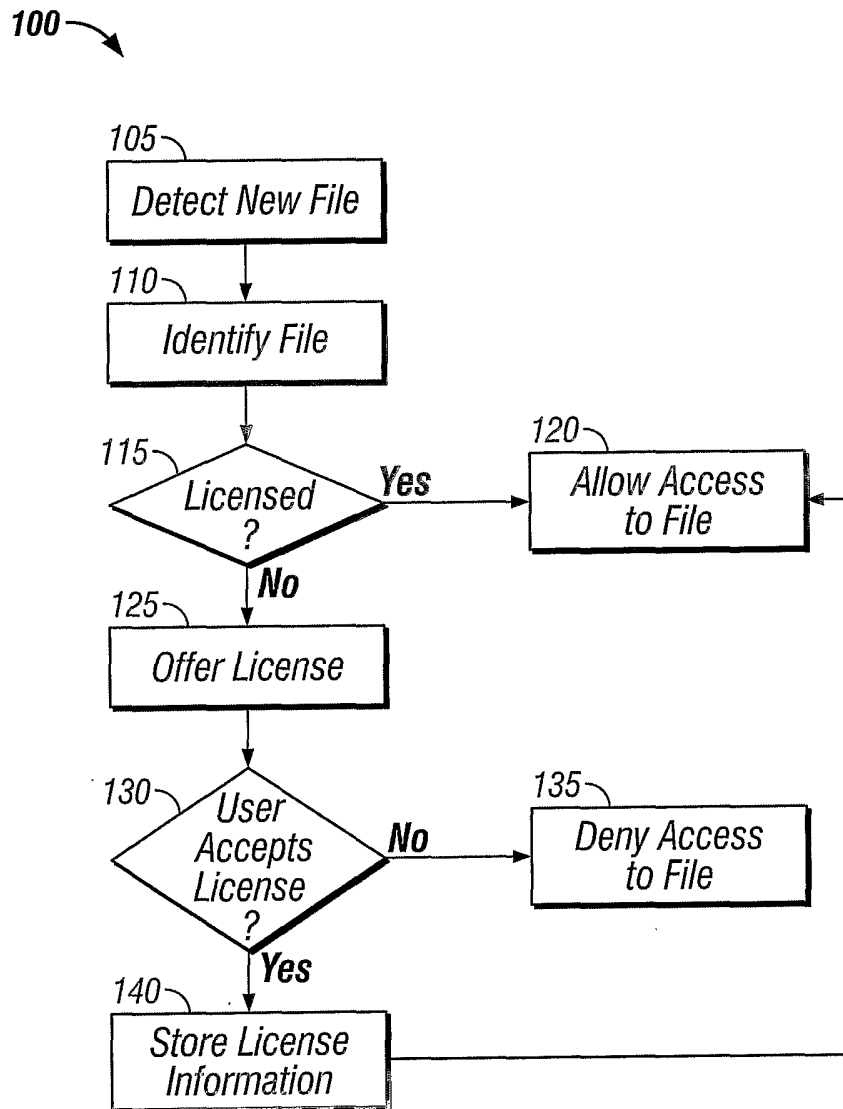 100
105
Detect New File
110
Identify File
115
Licensed
?
Yes
120
Allow Access
to File
No
125
Offer License
130
User
Accepts
License
?
No
135
Deny Access
to File
Yes
140
Store License
Information